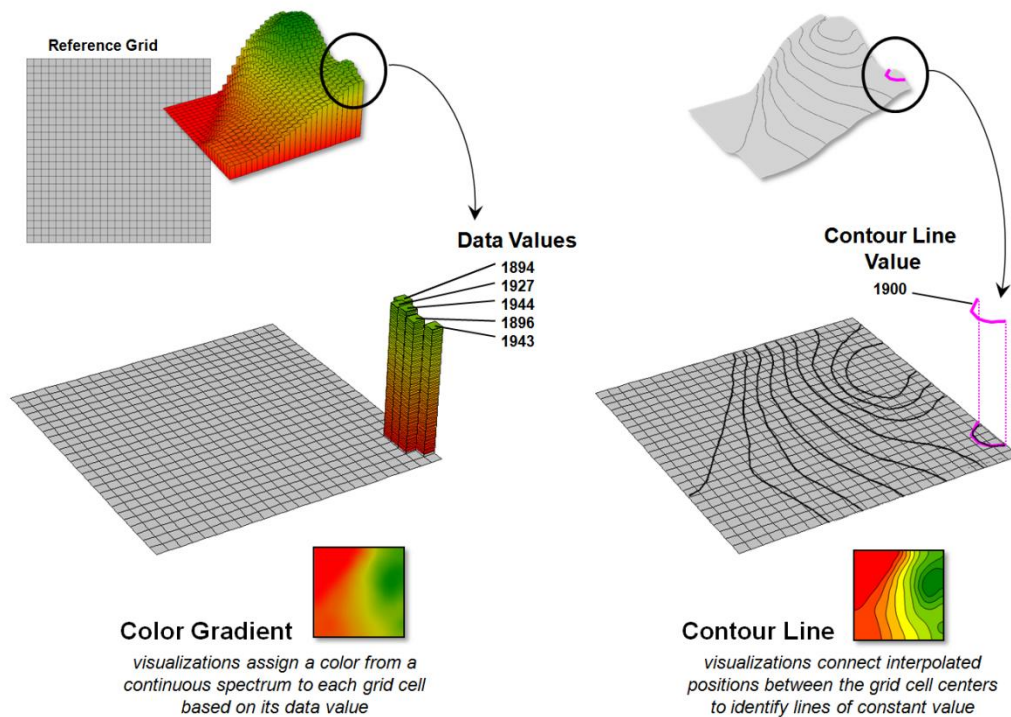 Reference Grid
Data Values
1894
1927
1944
1896
1943
Color Gradient
visualizations assign a color from a
continuous spectrum to each grid cell
based on its data value
Contour Line
Value
1900
Contour Line
visualizations connect interpolated
positions between the grid cell centers
to identify lines of constant value